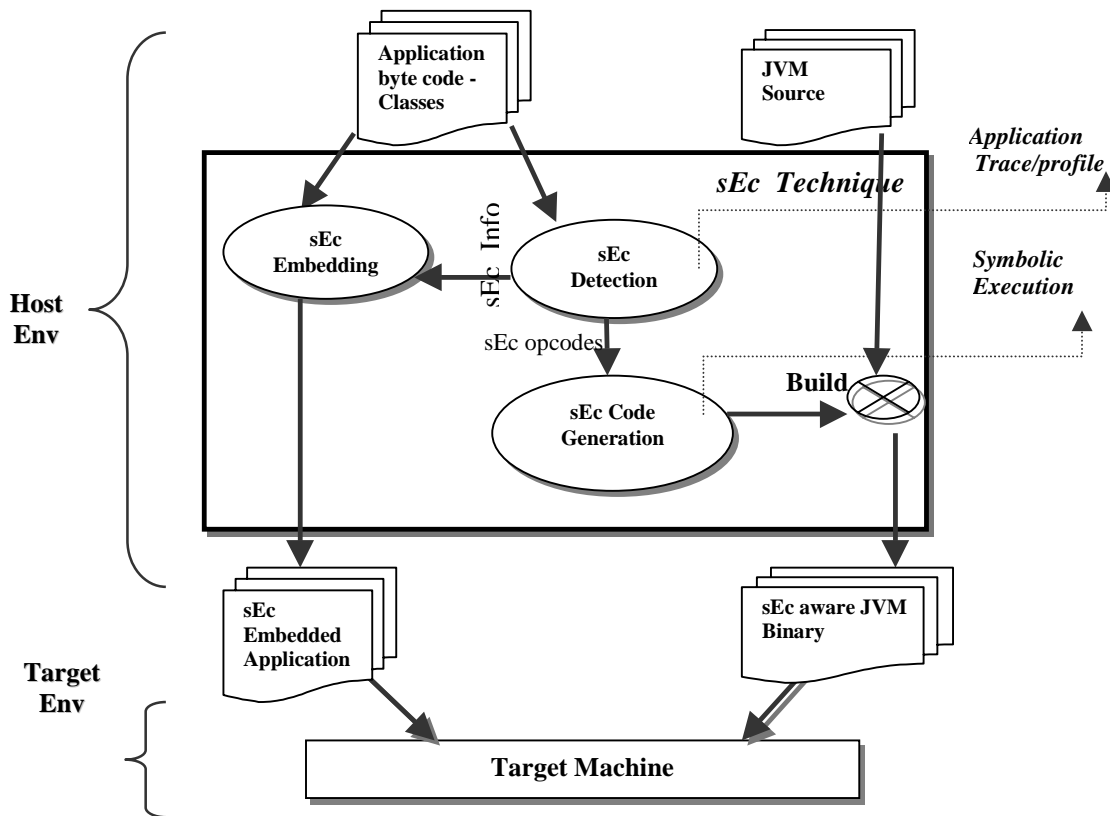 Application
byte code -
Classes
JVM
Source
Application
Trace/profile
sEc Technique
sEc
Embedding
sEc Info
sEc
Detection
Symbolic
Execution
Host
Env
sEc opcodes
Build
sEc Code
Generation
sEc
Embedded
Application
sEc aware JVM
Binary
Target
Env
Target Machine